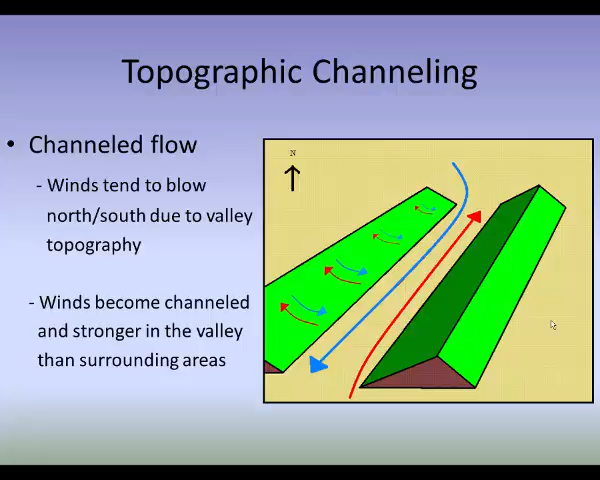 Topographic Channeling
• Channeled flow
- Winds tend to blow
north/south due to valley
topography
- Winds become channeled
and stronger in the valley
than surrounding areas
N